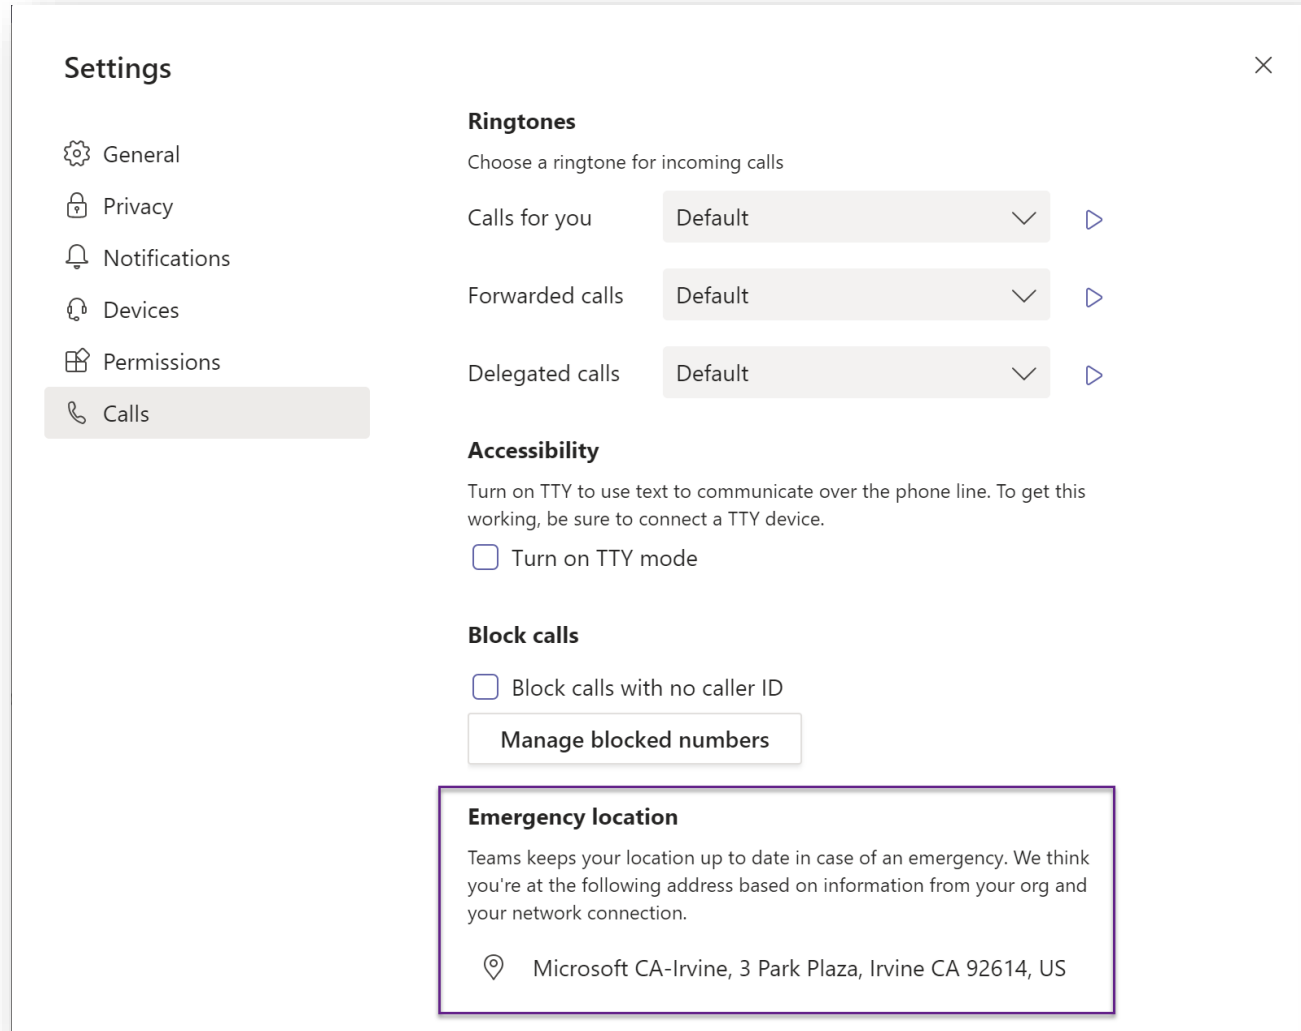 Settings
General
Privacy
Notifications
Devices
Permissions
Calls
Ringtones
Choose a ringtone for incoming calls
Calls for you
Default
Forwarded calls
Default
Delegated calls
Default
Accessibility
Turn on TTY to use text to communicate over the phone line. To get this
working, be sure to connect a TTY device.
Turn on TTY mode
Block calls
Block calls with no caller ID
Manage blocked numbers
Emergency location
Teams keeps your location up to date in case of an emergency. We think
you're at the following address based on information from your org and
your network connection.
Microsoft CA-Irvine, 3 Park Plaza, Irvine CA 92614, US